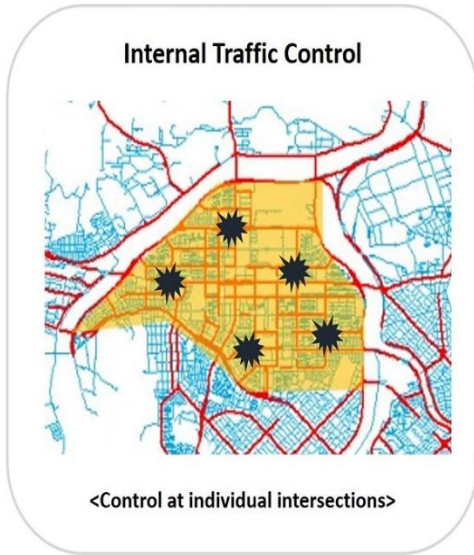 Internal Traffic Control
<Control at individual intersections>